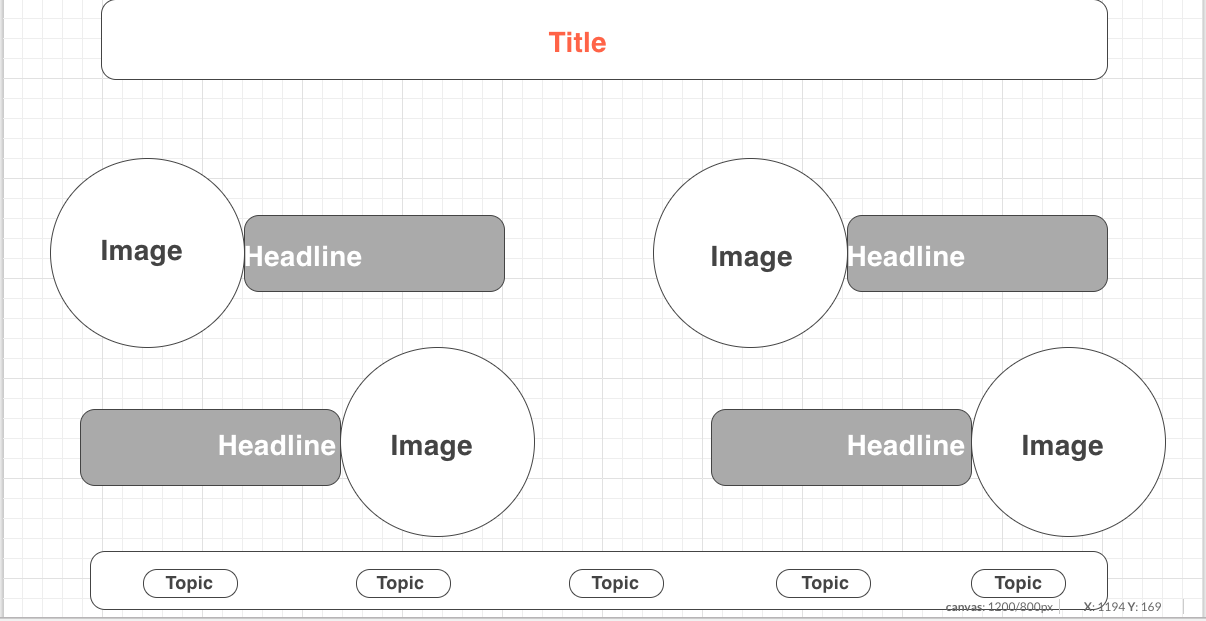 Title
Image Headline Image Headline
Headline Image Headline Image
Topic Topic Topic Topic Topic
canvas: 1200/800px X: 1194 Y: 169